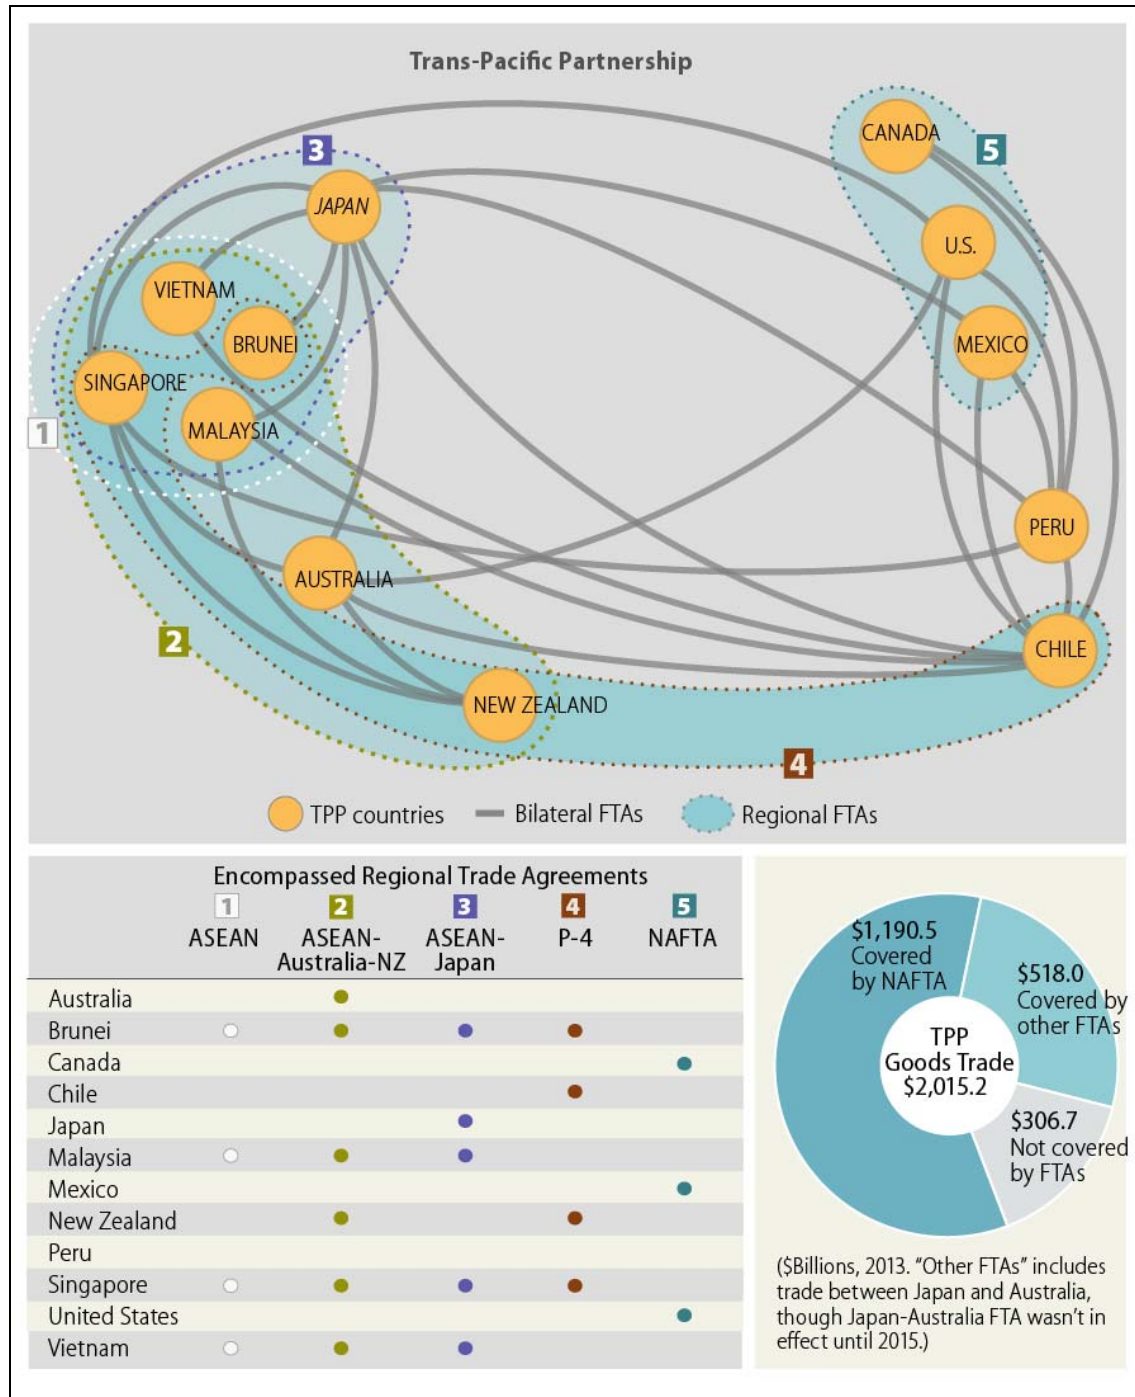 Trans-Pacific Partnership
CANADA
3
5
JAPAN
U.S.
VIETNAM
BRUNEI
MEXICO
SINGAPORE
1
MALAYSIA
PERU
AUSTRALIA
2
CHILE
NEW ZEALAND
4
TPP countries
Bilateral FTAs
Regional FTAs
Encompassed Regional Trade Agreements
1 2 3 4 5
ASEAN ASEAN- ASEAN- P-4 NAFTA
Australia-NZ Japan
Australia
Brunei
Canada
Chile
Japan
Malaysia
Mexico
New Zealand
Peru
Singapore
United States
Vietnam
$1,190.5
Covered
by NAFTA
$518.0
Covered by
other FTAs
TPP
Goods Trade
$2,015.2
$306.7
Not covered
by FTAs
($Billions, 2013. “Other FTAs” includes
trade between Japan and Australia,
though Japan-Australia FTA wasn’t in
effect until 2015.)